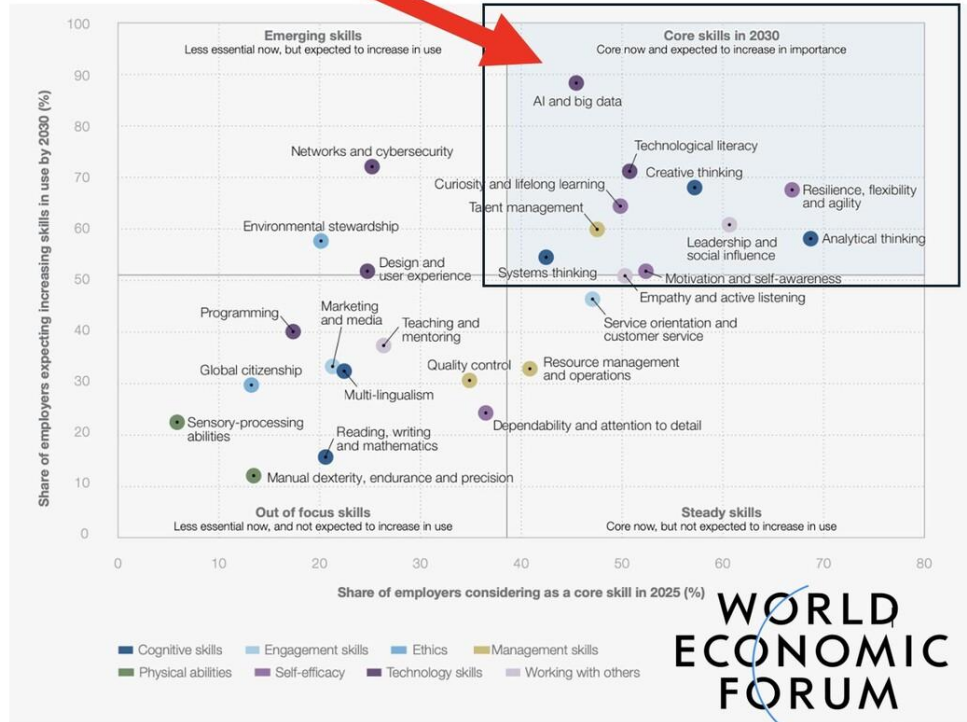 100
90
80
70
60
50
40
30
20
10
0
Share of employers expecting increasing skills in use by 2030 (%)
Emerging skills
Less essential now, but expected to increase in use
Core skills in 2030
Core now and expected to increase in importance
AI and big data
Networks and cybersecurity
Technological literacy
Creative thinking
Curiosity and lifelong learning
Resilience, flexibility
and agility
Talent management
Environmental stewardship
Leadership and
social influence
Analytical thinking
Design and
user experience
Systems thinking
Motivation and self-awareness
Empathy and active listening
Programming
Marketing
and media
Teaching and
mentoring
Service orientation and
customer service
Global citizenship
Quality control
Resource management
and operations
Multi-lingualism
Sensory-processing
abilities
Reading, writing
and mathematics
Dependability and attention to detail
Manual dexterity, endurance and precision
Out of focus skills
Less essential now, and not expected to increase in use
Steady skills
Core now, but not expected to increase in use
0 10 20 30 40 50 60 70 80
Share of employers considering as a core skill in 2025 (%)
Cognitive skills Engagement skills Ethics Management skills
Physical abilities Self-efficacy Technology skills Working with others
WORLD
ECONOMIC
FORUM